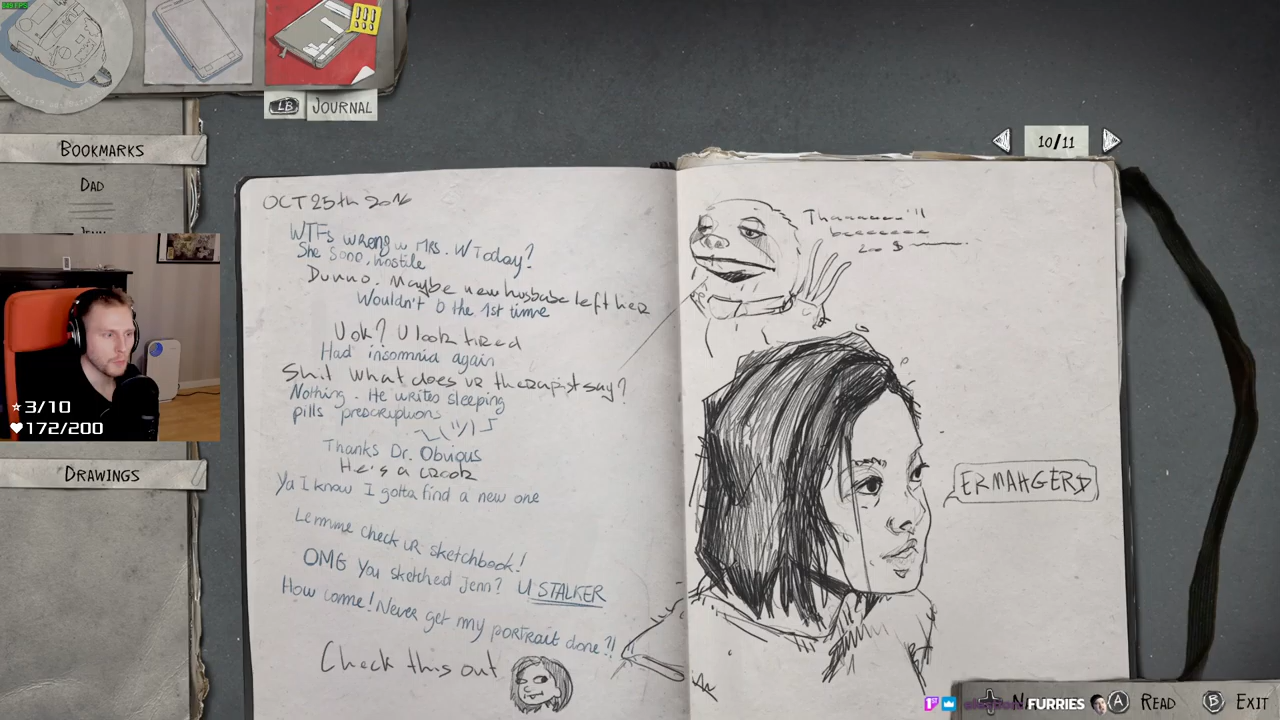 149 FPS
LB JOURNAL
BOOKMARKS
10/11
DAD
OCT 25th 2016
WTFs wrong w MRS. W Today?
She Sooo hostile
Dunno. Maybe new husbabe left her
Wouldn't b the 1st time
U ok? U look tired
Had insomnia again
Shit what does ur therapist say?
Nothing. He writes sleeping
pills prescriptions
Thanks Dr. Obvious
He's a crook
Ya I know I gotta find a new one
Lemme check ur sketchbook!
OMG You sketched Jenn? U STALKER
How come! Never get my portrait done?!
Check this out
ERMAHGERD
3/10
172/200
DRAWINGS
FURRIES
A READ
B EXIT